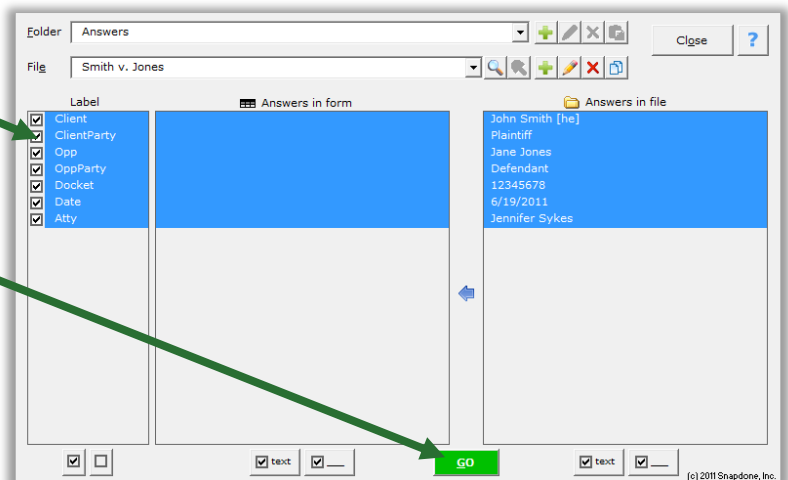 Folder Answers Close ?
File Smith v. Jones
Label Answers in form Answers in file
Client John Smith [he]
ClientParty Plaintiff
Opp Jane Jones
OppParty Defendant
Docket 12345678
Date 6/19/2011
Atty Jennifer Sykes
text GO text
(c) 2011 Snapdone, Inc.